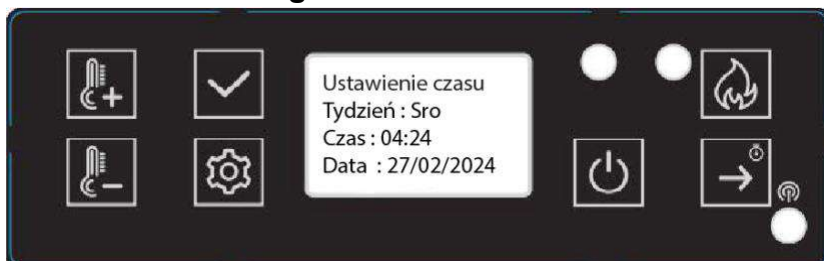 Ustawienie czasu
Tydzień : Sro
Czas : 04:24
Data : 27/02/2024